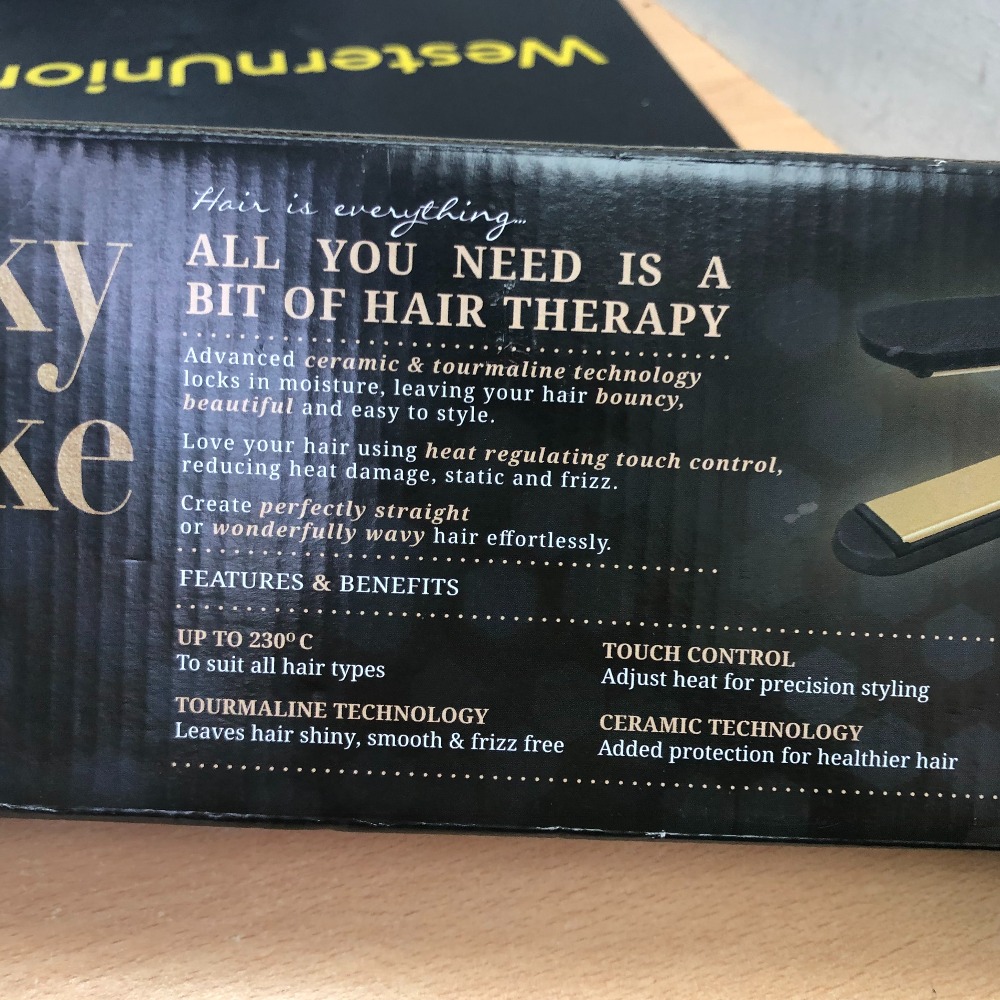 WesternUnion
Hair is everything...
ALL YOU NEED IS A
BIT OF HAIR THERAPY
Advanced ceramic & tourmaline technology
locks in moisture, leaving your hair bouncy,
beautiful and easy to style.
Love your hair using heat regulating touch control,
reducing heat damage, static and frizz.
Create perfectly straight
or wonderfully wavy hair effortlessly.
FEATURES & BENEFITS
UP TO 230º C
To suit all hair types
TOURMALINE TECHNOLOGY
Leaves hair shiny, smooth & frizz free
TOUCH CONTROL
Adjust heat for precision styling
CERAMIC TECHNOLOGY
Added protection for healthier hair
ky
ke